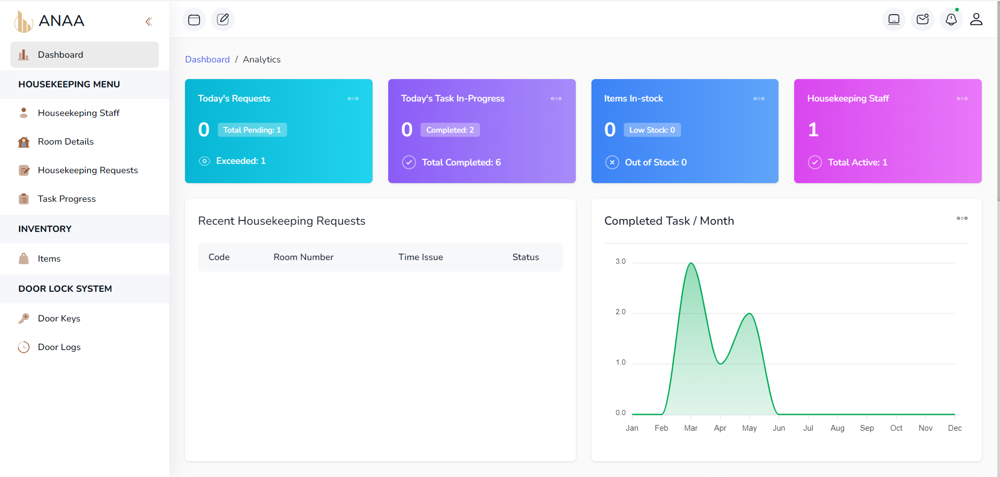 ANAA
Dashboard
HOUSEKEEPING MENU
Houseekeping Staff
Room Details
Housekeeping Requests
Task Progress
INVENTORY
Items
DOOR LOCK SYSTEM
Door Keys
Door Logs
Dashboard / Analytics
Today's Requests
0 Total Pending: 1
Exceeded: 1
Today's Task In-Progress
0 Completed: 2
Total Completed: 6
Items In-stock
0 Low Stock: 0
Out of Stock: 0
Housekeeping Staff
1
Total Active: 1
Recent Housekeeping Requests
Code Room Number Time Issue Status
Completed Task / Month
3.0
2.0
1.0
0.0
Jan Feb Mar Apr May Jun Jul Aug Sep Oct Nov Dec